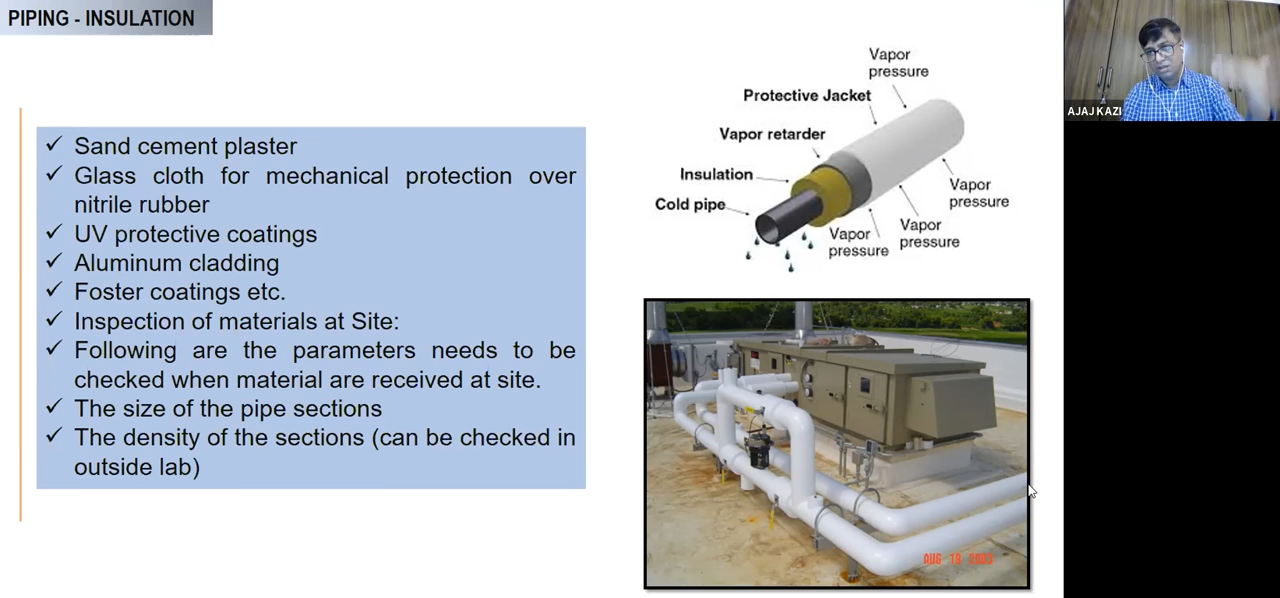 PIPING - INSULATION
Sand cement plaster
Glass cloth for mechanical protection over
nitrile rubber
UV protective coatings
Aluminum cladding
Foster coatings etc.
Inspection of materials at Site:
Following are the parameters needs to be
checked when material are received at site.
The size of the pipe sections
The density of the sections (can be checked in
outside lab)
Vapor
pressure
Protective Jacket
Vapor retarder
Insulation
Cold pipe
Vapor
pressure
Vapor
pressure
Vapor
pressure
AUG 19 2003
AJAJ KAZI